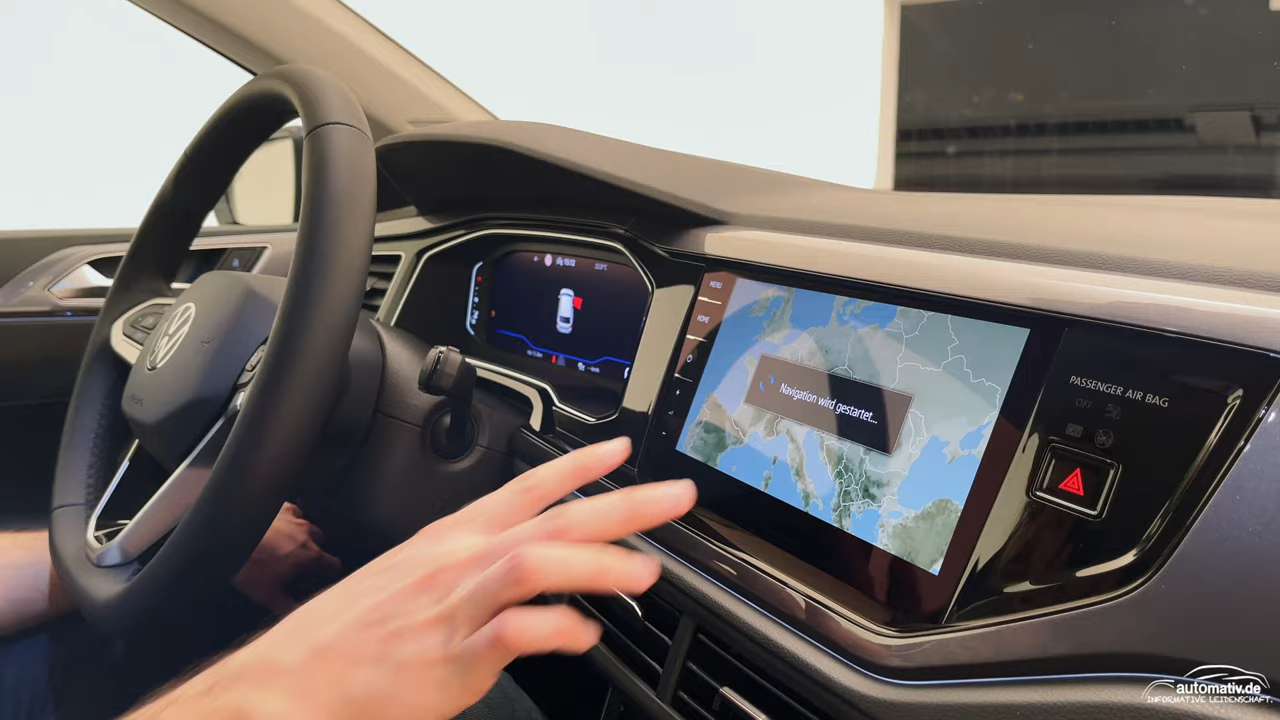 MENU
HOME
Navigation wird gestartet...
PASSENGER AIR BAG
OFF
automativ.de
INFORMATIVE LEIDENSCHAFT.